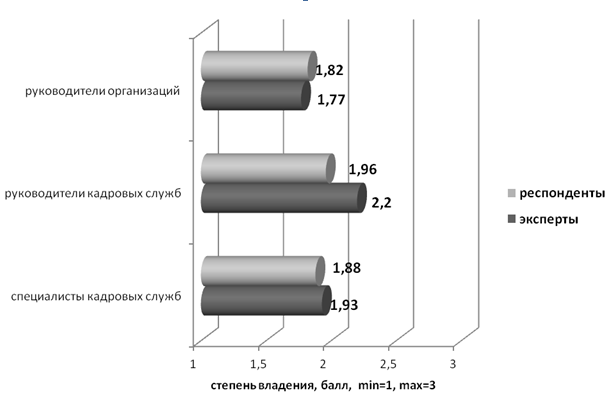 руководители организаций
1,82
1,77
руководители кадровых служб
1,96
2,2
специалисты кадровых служб
1,88
1,93
респонденты
эксперты
1 1,5 2 2,5 3
степень владения, балл, min=1, max=3